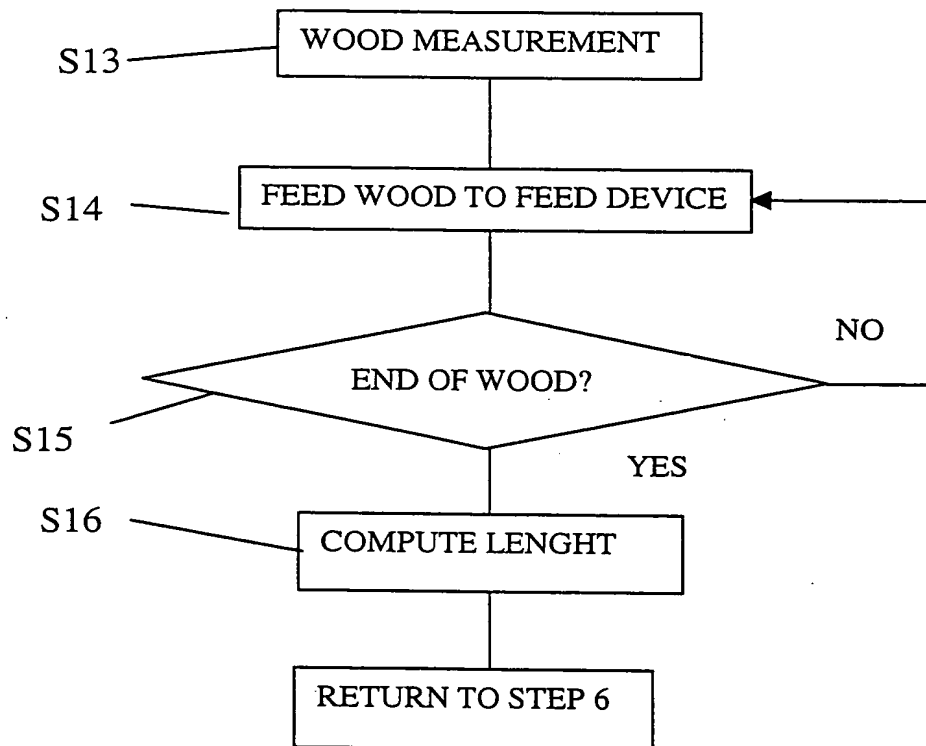 WOOD MEASUREMENT
S13
FEED WOOD TO FEED DEVICE
S14
NO
END OF WOOD?
S15
YES
S16
COMPUTE LENGHT
RETURN TO STEP 6